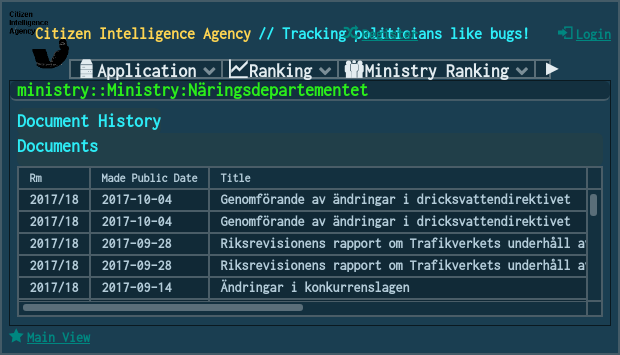 Citizen
Intelligence
Agency
Citizen Intelligence Agency // Tracking politicians like bugs!
Login
Application
Ranking
Ministry Ranking
ministry::Ministry:Näringsdepartementet
Document History
Documents
Rm Made Public Date Title
2017/18 2017-10-04 Genomförande av ändringar i dricksvattendirektivet
2017/18 2017-10-04 Genomförande av ändringar i dricksvattendirektivet
2017/18 2017-09-28 Riksrevisionens rapport om Trafikverkets underhåll a
2017/18 2017-09-28 Riksrevisionens rapport om Trafikverkets underhåll a
2017/18 2017-09-14 Ändringar i konkurrenslagen
Main View